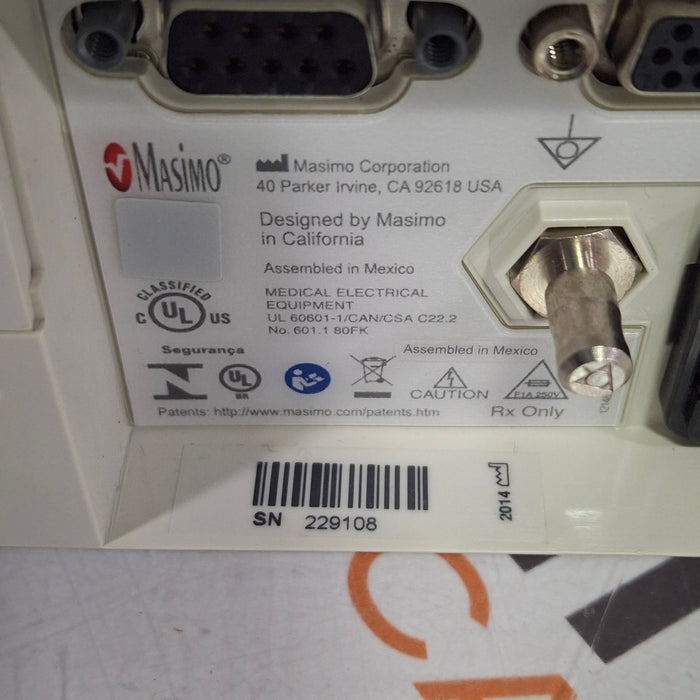 MASiMO®
Masimo Corporation
40 Parker Irvine, CA 92618 USA
Designed by Masimo
in California
Assembled in Mexico
CLASSIFIED
C UL US
MEDICAL ELECTRICAL
EQUIPMENT
UL 60601-1/CAN/CSA C22.2
No. 601.1 80FK
Segurança
UL
BR
Assembled in Mexico
CAUTION
F1A 250V
Patents: http://www.masimo.com/patents.htm
Rx Only
SN 229108
2014